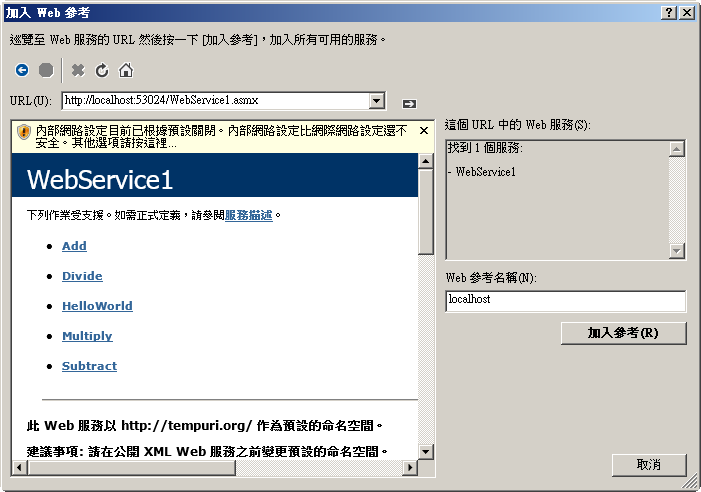 加入 Web 參考
巡覽至 Web 服務的 URL 然後按一下 [加入參考]，加入所有可用的服務。
URL(U): http://localhost:53024/WebService1.asmx
內部網路設定目前已根據預設關閉。內部網路設定比網際網路設定還不
安全。其他選項請按這裡...
WebService1
下列作業受支援。如需正式定義，請參閱服務描述。
Add
Divide
HelloWorld
Multiply
Subtract
此 Web 服務以 http://tempuri.org/ 作為預設的命名空間。
建議事項: 請在公開 XML Web 服務之前變更預設的命名空間。
這個 URL 中的 Web 服務(S):
找到 1 個服務:
- WebService1
Web 參考名稱(N):
localhost
加入參考(R)
取消